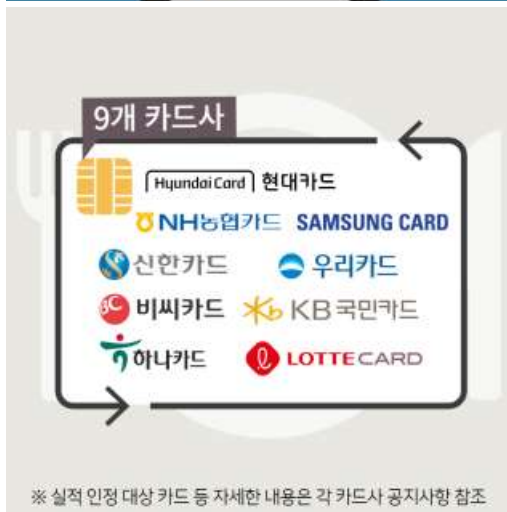 9개 카드사
Hyundai Card 현대카드
NH농협카드 SAMSUNG CARD
신한카드 우리카드
BC 비씨카드 Kb KB국민카드
하나카드 L LOTTE CARD
※ 실적 인정 대상 카드 등 자세한 내용은 각 카드사 공지사항 참조